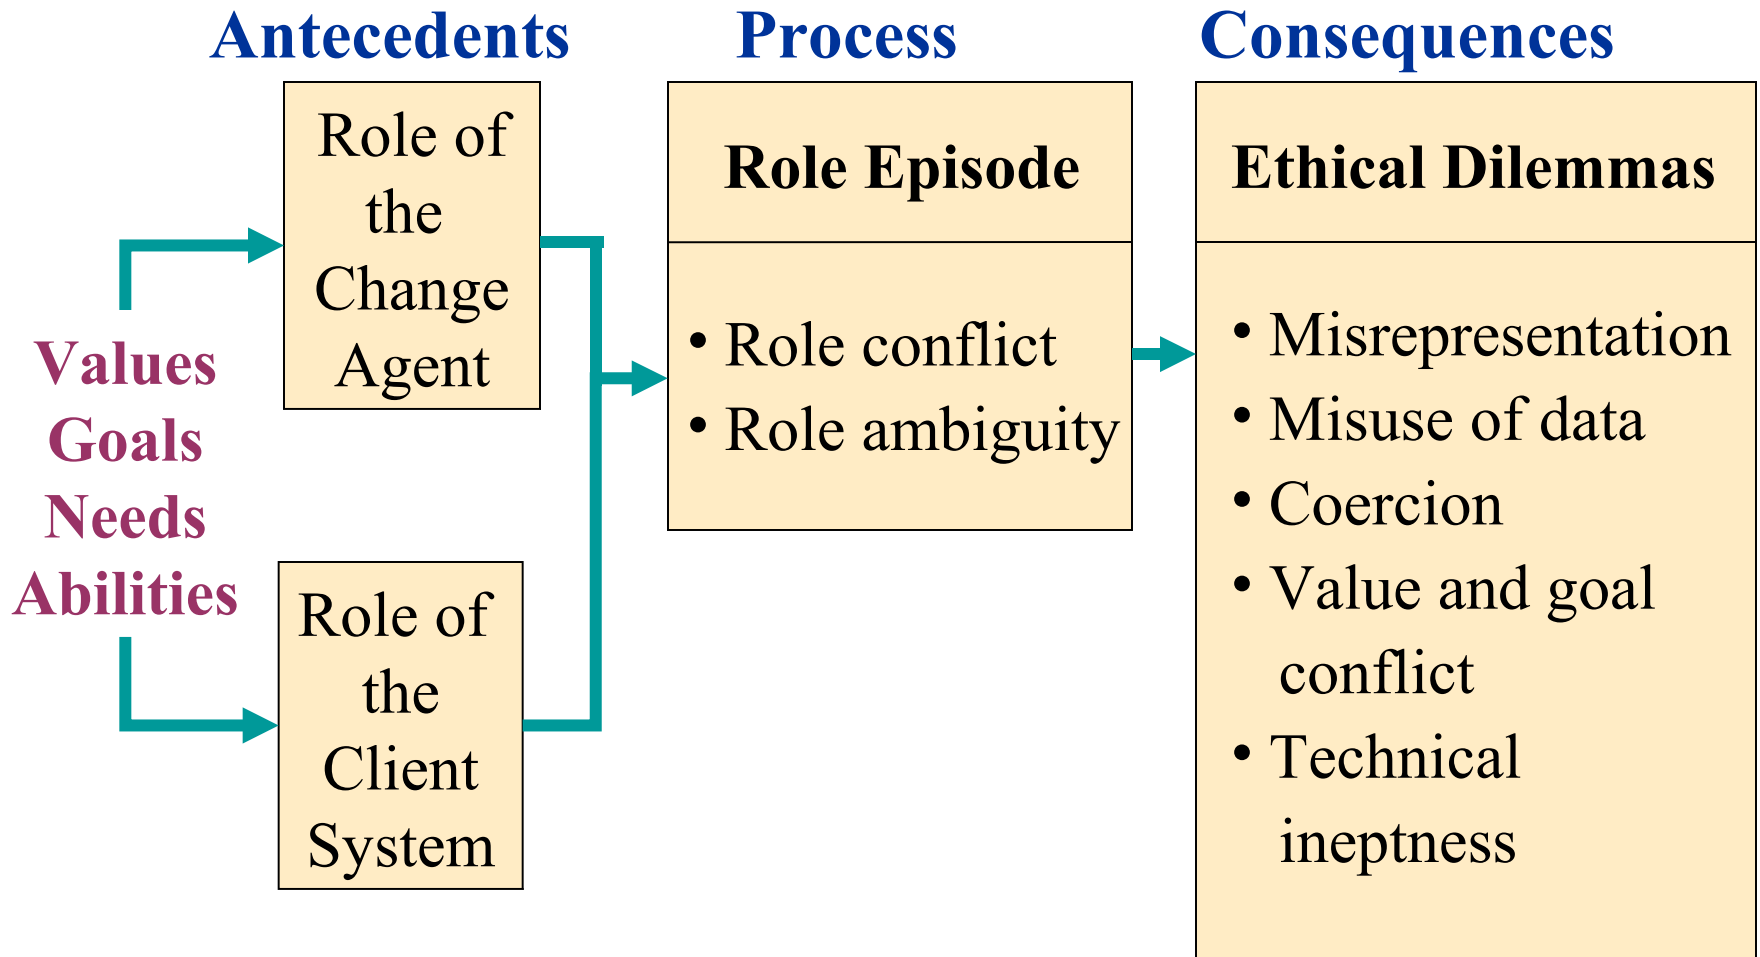 Antecedents
Process
Consequences
Values
Goals
Needs
Abilities
Role of
the
Change
Agent
Role of
the
Client
System
Role Episode
• Role conflict
• Role ambiguity
Ethical Dilemmas
• Misrepresentation
• Misuse of data
• Coercion
• Value and goal
conflict
• Technical
ineptness